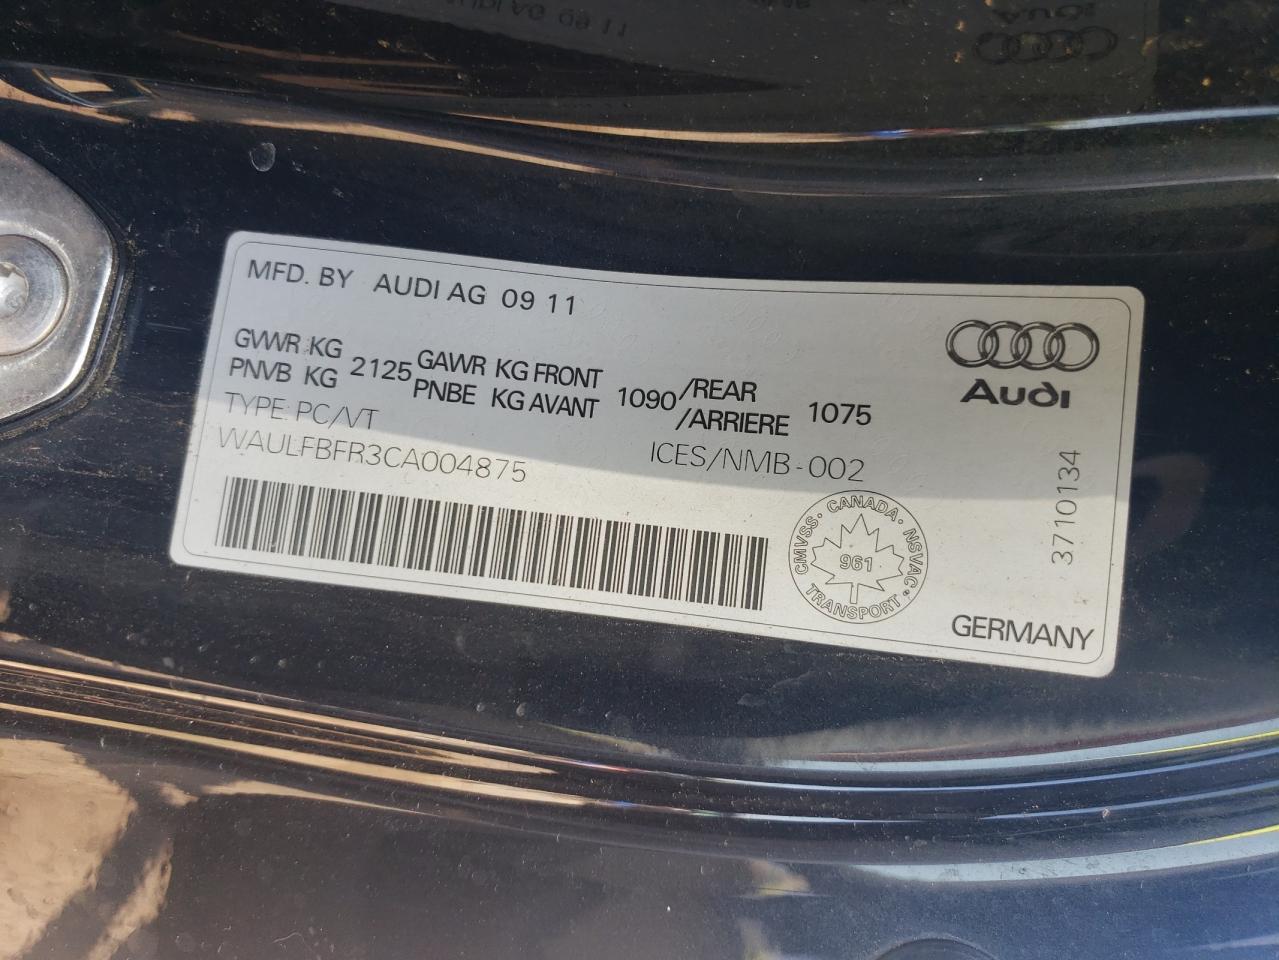 MFD. BY AUDI AG 09 11
GVWR KG 2125 GAWR KG FRONT 1090 /REAR 1075
PNVB KG PNBE KG AVANT /ARRIERE
TYPE: PC/VT
WAULFBFR3CA004875
ICES/NMB-002
Audi
3710134
CMVSS · CANADA · NSVAC · TRANSPORT ·
961
GERMANY